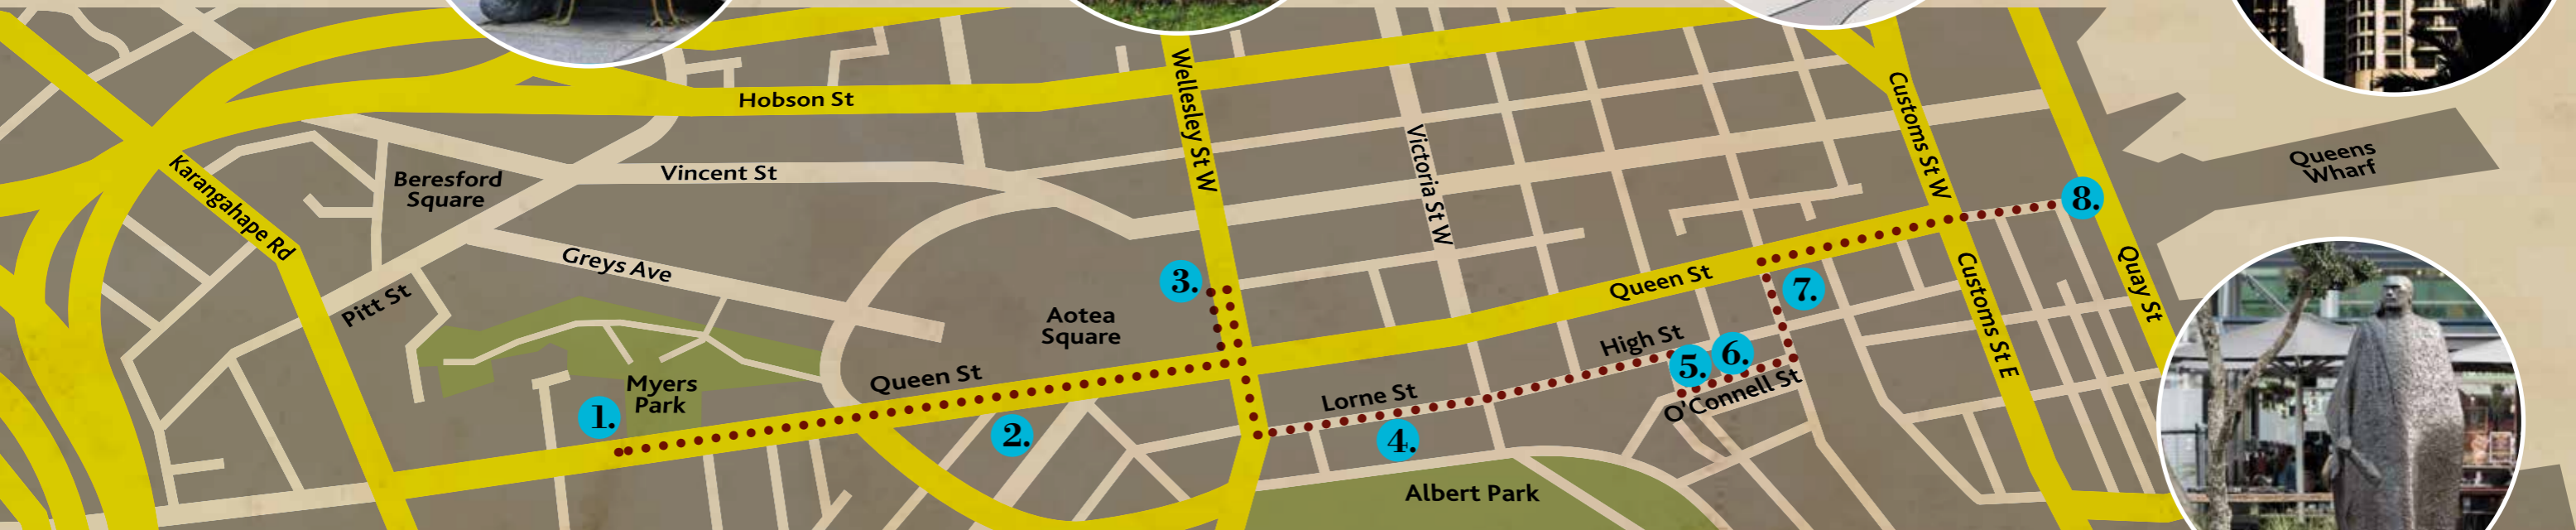 Hobson St
Wellesley St W
Customs St W
Victoria St W
Queens
Wharf
Karangahape Rd
Beresford
Square
Vincent St
8.
Greys Ave
3.
Queen St
7.
Quay St
Pitt St
Aotea
Square
Customs St E
High St
5.
6.
Myers
Park
Queen St
Lorne St
O'Connell St
1.
2.
4.
Albert Park